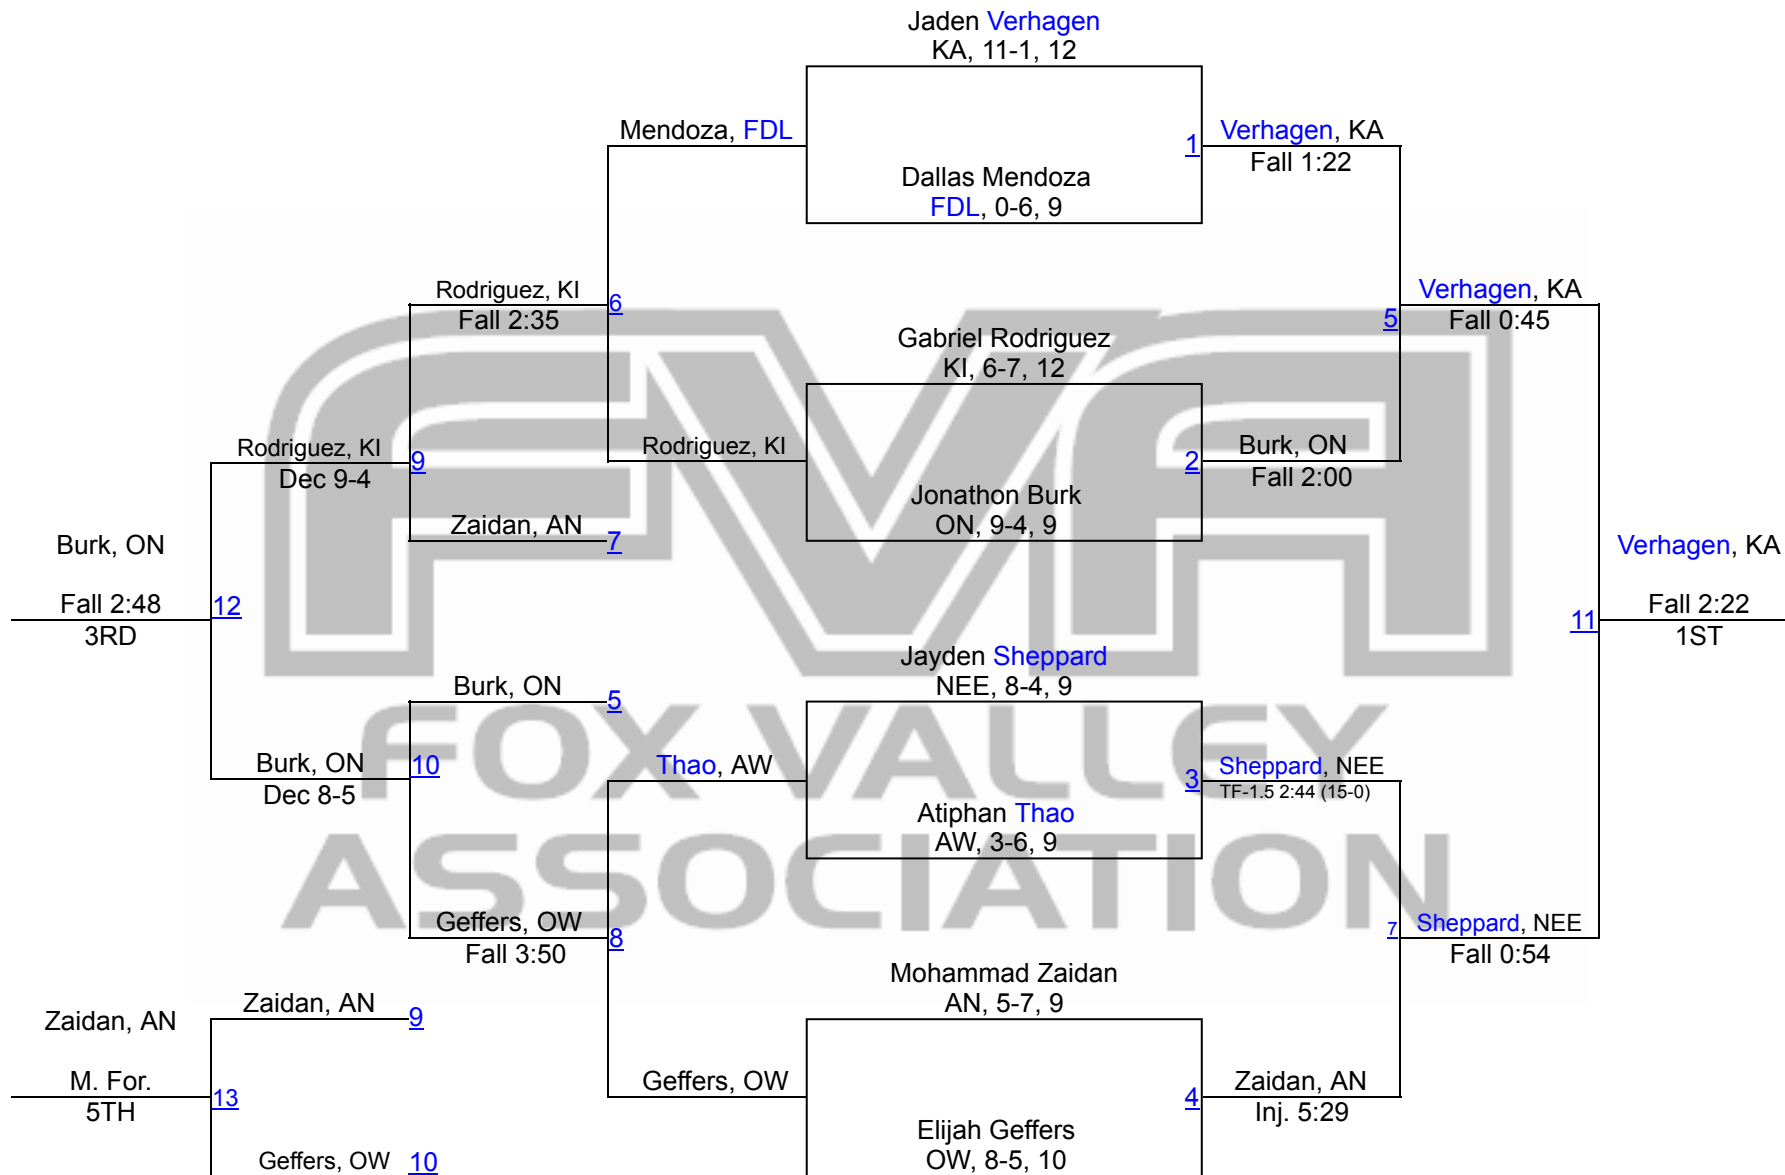 Jaden Verhagen
KA, 11-1, 12
Mendoza, FDL
1
Verhagen, KA
Fall 1:22
Dallas Mendoza
FDL, 0-6, 9
Rodriguez, KI
Fall 2:35
6
Verhagen, KA
Fall 0:45
5
Gabriel Rodriguez
KI, 6-7, 12
Rodriguez, KI
Dec 9-4
9
Rodriguez, KI
2
Burk, ON
Fall 2:00
Jonathon Burk
ON, 9-4, 9
Zaidan, AN
7
Burk, ON
Fall 2:48
3RD
12
Verhagen, KA
Fall 2:22
1ST
11
Jayden Sheppard
NEE, 8-4, 9
Burk, ON
5
Burk, ON
Dec 8-5
10
Thao, AW
3
Sheppard, NEE
TF-1.5 2:44 (15-0)
Atiphan Thao
AW, 3-6, 9
Geffers, OW
Fall 3:50
8
7
Sheppard, NEE
Fall 0:54
Mohammad Zaidan
AN, 5-7, 9
Zaidan, AN
9
Zaidan, AN
M. For.
5TH
13
Geffers, OW
4
Zaidan, AN
Inj. 5:29
Elijah Geffers
OW, 8-5, 10
Geffers, OW
10
FVA
FOX VALLEY
ASSOCIATION